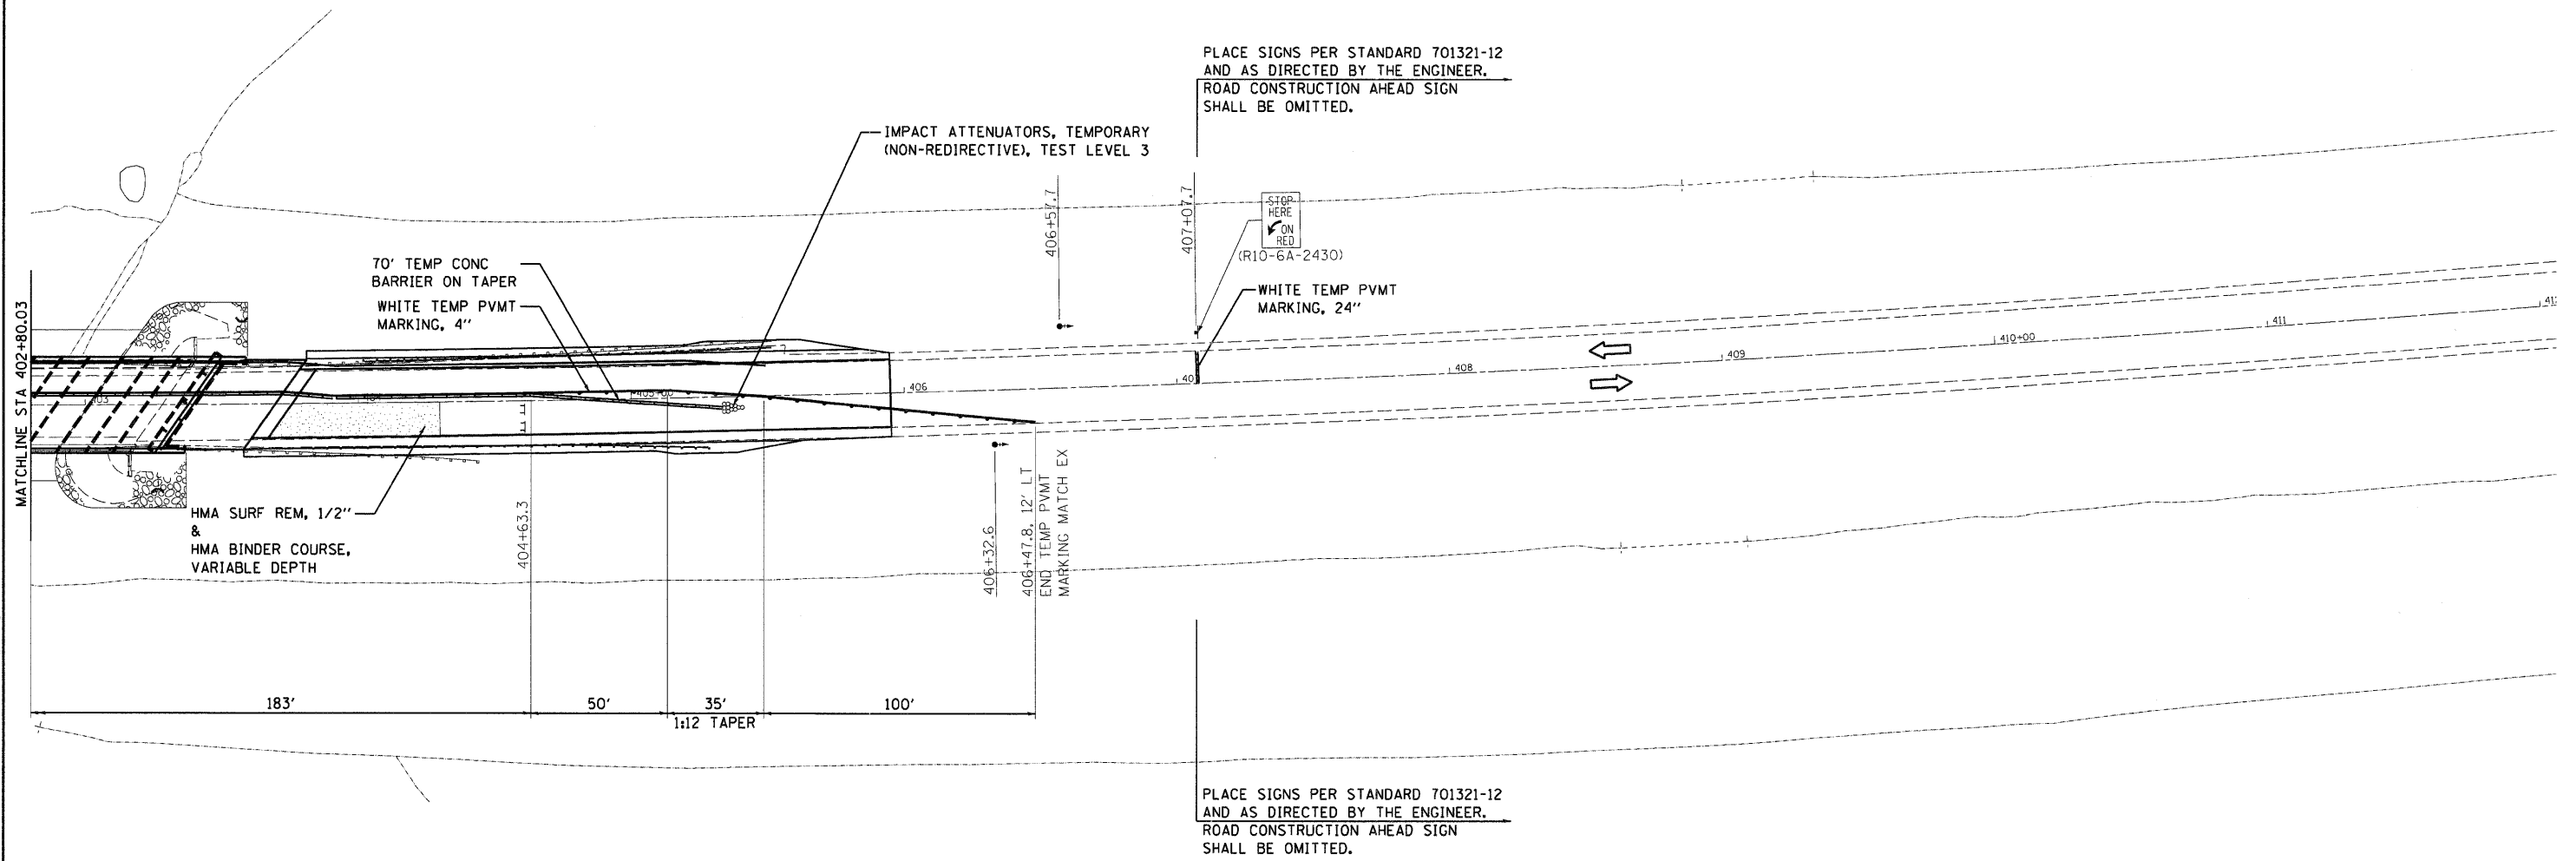 PLACE SIGNS PER STANDARD 701321-12
AND AS DIRECTED BY THE ENGINEER.
ROAD CONSTRUCTION AHEAD SIGN
SHALL BE OMITTED.
IMPACT ATTENUATORS, TEMPORARY
(NON-REDIRECTIVE), TEST LEVEL 3
406+57.7
407+07.7
STOP
HERE
ON
RED
(R10-6A-2430)
70' TEMP CONC
BARRIER ON TAPER
WHITE TEMP PVMT
MARKING, 4"
WHITE TEMP PVMT
MARKING, 24"
MATCHLINE STA 402+80.03
403
405+00
406
40
408
409
410+00
411
41
HMA SURF REM, 1/2"
&
HMA BINDER COURSE,
VARIABLE DEPTH
404+63.3
406+32.6
406+47.8, 12' LT
END TEMP PVMT
MARKING MATCH EX
183'
50'
35'
100'
1:12 TAPER
PLACE SIGNS PER STANDARD 701321-12
AND AS DIRECTED BY THE ENGINEER.
ROAD CONSTRUCTION AHEAD SIGN
SHALL BE OMITTED.